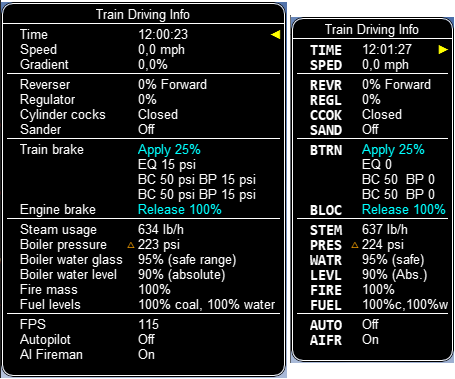 Train Driving Info
Time 12:00:23
Speed 0,0 mph
Gradient 0,0%
Reverser 0% Forward
Regulator 0%
Cylinder cocks Closed
Sander Off
Train brake Apply 25%
EQ 15 psi
BC 50 psi BP 15 psi
BC 50 psi BP 15 psi
Engine brake Release 100%
Steam usage 634 lb/h
Boiler pressure 223 psi
Boiler water glass 95% (safe range)
Boiler water level 90% (absolute)
Fire mass 100%
Fuel levels 100% coal, 100% water
FPS 115
Autopilot Off
AI Fireman On
Train Driving Info
TIME 12:01:27
SPED 0,0 mph
REVR 0% Forward
REGL 0%
CCOK Closed
SAND Off
BTRN Apply 25%
EQ 0
BC 50 BP 0
BC 50 BP 0
BLOC Release 100%
STEM 637 lb/h
PRES 224 psi
WATR 95% (safe)
LEVL 90% (Abs.)
FIRE 100%
FUEL 100%c,100%w
AUTO Off
AIFR On